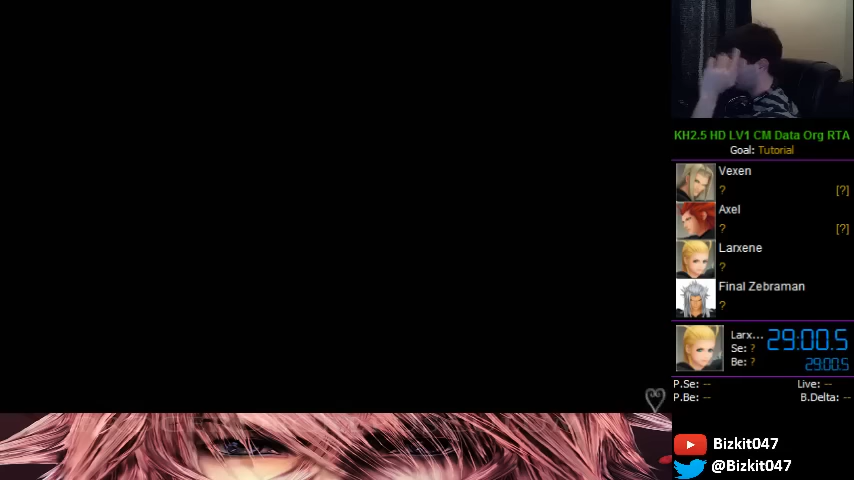 KH2.5 HD LV1 CM Data Org RTA
Goal: Tutorial
Vexen
? [?]
Axel
? [?]
Larxene
?
Final Zebraman
?
Larx... 29:00.5
Se: ?
Be: ? 29:00.5
P.Se: -- Live: --
P.Be: -- B.Delta: --
Bizkit047
@Bizkit047